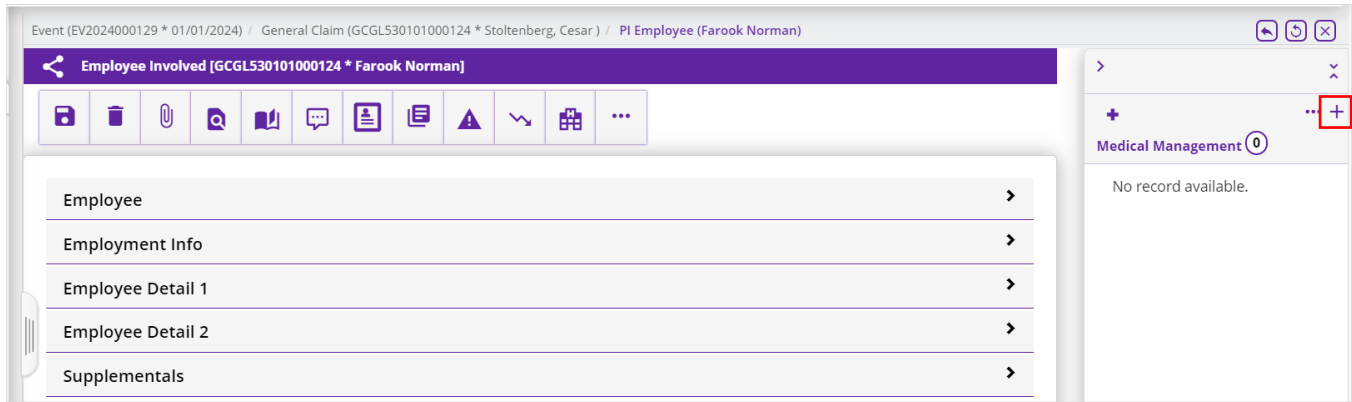 Event (EV2024000129 * 01/01/2024) / General Claim (GCGL530101000124 * Stoltenberg, Cesar ) / PI Employee (Farook Norman)
Employee Involved [GCGL530101000124 * Farook Norman]
Medical Management 0
No record available.
Employee
Employment Info
Employee Detail 1
Employee Detail 2
Supplementals